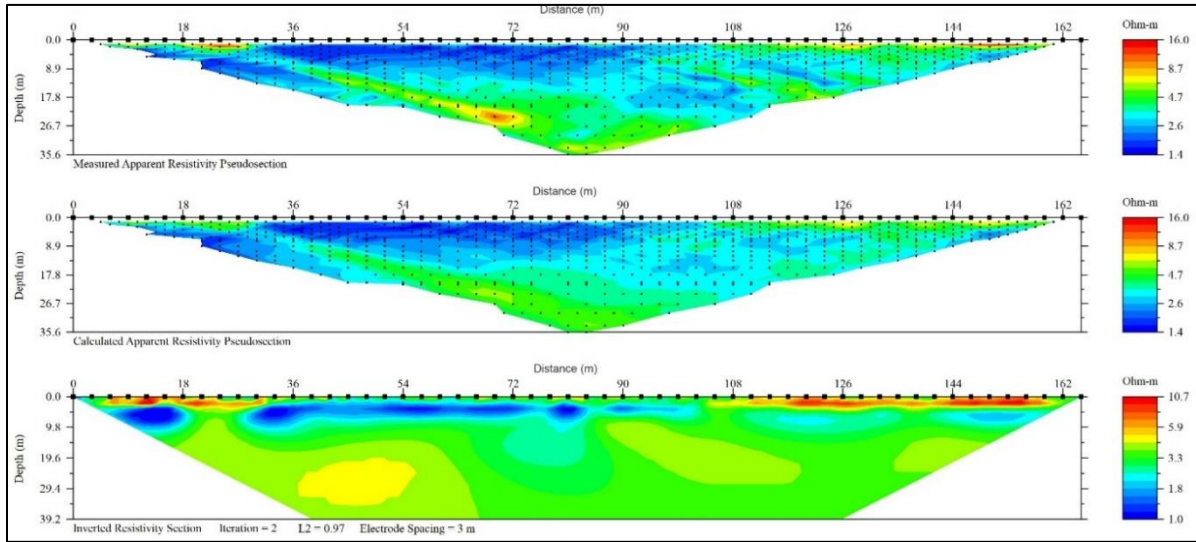 Distance (m)
0 18 36 54 72 90 108 126 144 162
Ohm-m
Depth (m)
0.0
8.9
17.8
26.7
35.6
16.0
8.7
4.7
2.6
1.4
Measured Apparent Resistivity Pseudosection
Distance (m)
0 18 36 54 72 90 108 126 144 162
Ohm-m
Depth (m)
0.0
8.9
17.8
26.7
35.6
16.0
8.7
4.7
2.6
1.4
Calculated Apparent Resistivity Pseudosection
Distance (m)
0 18 36 54 72 90 108 126 144 162
Ohm-m
Depth (m)
0.0
9.8
19.6
29.4
39.2
10.7
5.9
3.3
1.8
1.0
Inverted Resistivity Section Iteration = 2 L2 = 0.97 Electrode Spacing = 3 m